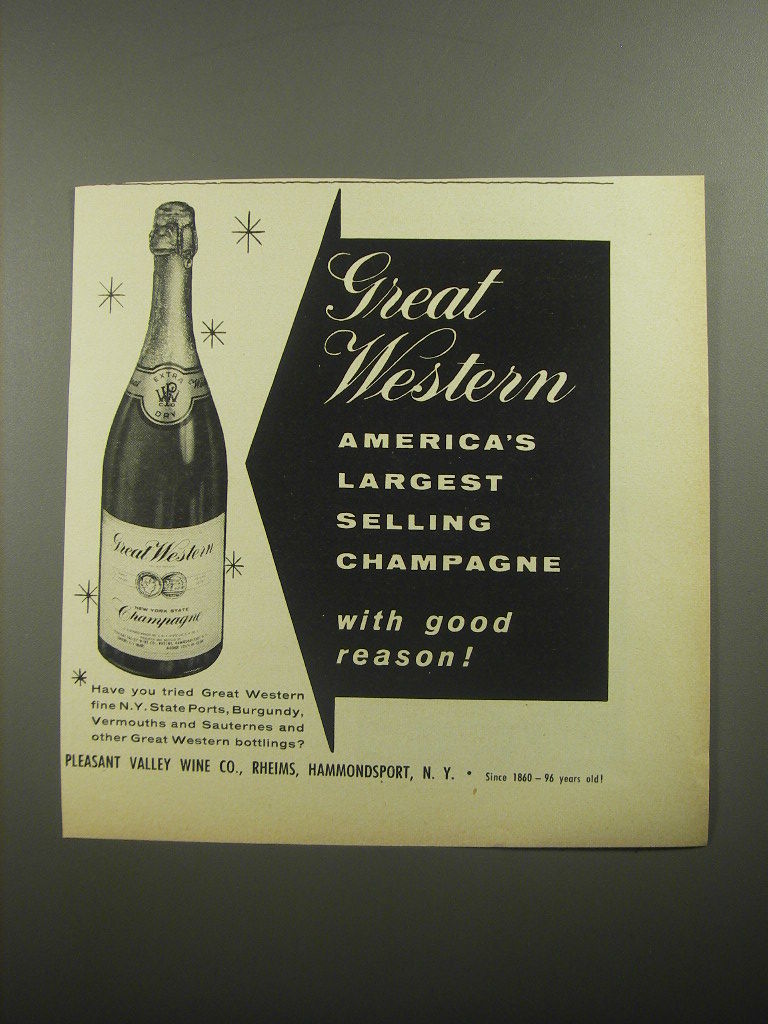 EXTRA
DRY
Great Western
NEW YORK STATE
Champagne
Great
Western
AMERICA'S
LARGEST
SELLING
CHAMPAGNE
with good
reason!
Have you tried Great Western
fine N.Y. State Ports, Burgundy,
Vermouths and Sauternes and
other Great Western bottlings?
PLEASANT VALLEY WINE CO., RHEIMS, HAMMONDSPORT, N. Y. • Since 1860 – 96 years old!